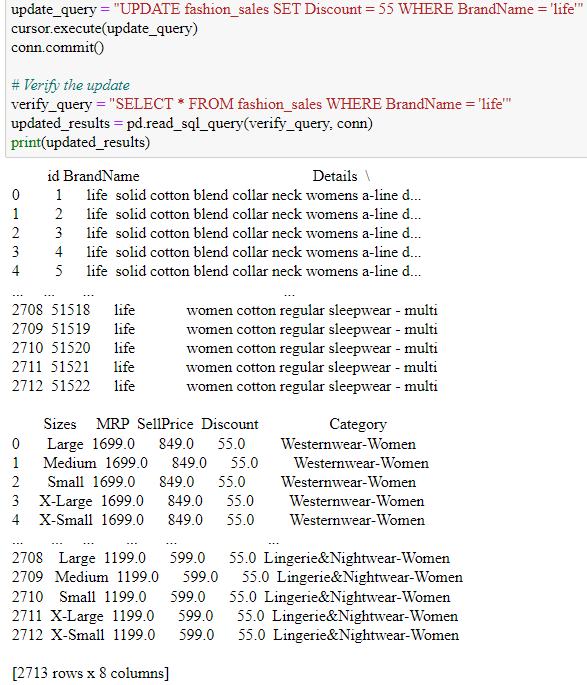 update_query = "UPDATE fashion_sales SET Discount = 55 WHERE BrandName = 'life'"
cursor.execute(update_query)
conn.commit()
# Verify the update
verify_query = "SELECT * FROM fashion_sales WHERE BrandName = 'life'"
updated_results = pd.read_sql_query(verify_query, conn)
print(updated_results)
id BrandName Details \
0 1 life solid cotton blend collar neck womens a-line d...
1 2 life solid cotton blend collar neck womens a-line d...
2 3 life solid cotton blend collar neck womens a-line d...
3 4 life solid cotton blend collar neck womens a-line d...
4 5 life solid cotton blend collar neck womens a-line d...
... ... ... ...
2708 51518 life women cotton regular sleepwear - multi
2709 51519 life women cotton regular sleepwear - multi
2710 51520 life women cotton regular sleepwear - multi
2711 51521 life women cotton regular sleepwear - multi
2712 51522 life women cotton regular sleepwear - multi
Sizes MRP SellPrice Discount Category
0 Large 1699.0 849.0 55.0 Westernwear-Women
1 Medium 1699.0 849.0 55.0 Westernwear-Women
2 Small 1699.0 849.0 55.0 Westernwear-Women
3 X-Large 1699.0 849.0 55.0 Westernwear-Women
4 X-Small 1699.0 849.0 55.0 Westernwear-Women
... ... ... ... ... ...
2708 Large 1199.0 599.0 55.0 Lingerie&Nightwear-Women
2709 Medium 1199.0 599.0 55.0 Lingerie&Nightwear-Women
2710 Small 1199.0 599.0 55.0 Lingerie&Nightwear-Women
2711 X-Large 1199.0 599.0 55.0 Lingerie&Nightwear-Women
2712 X-Small 1199.0 599.0 55.0 Lingerie&Nightwear-Women
[2713 rows x 8 columns]